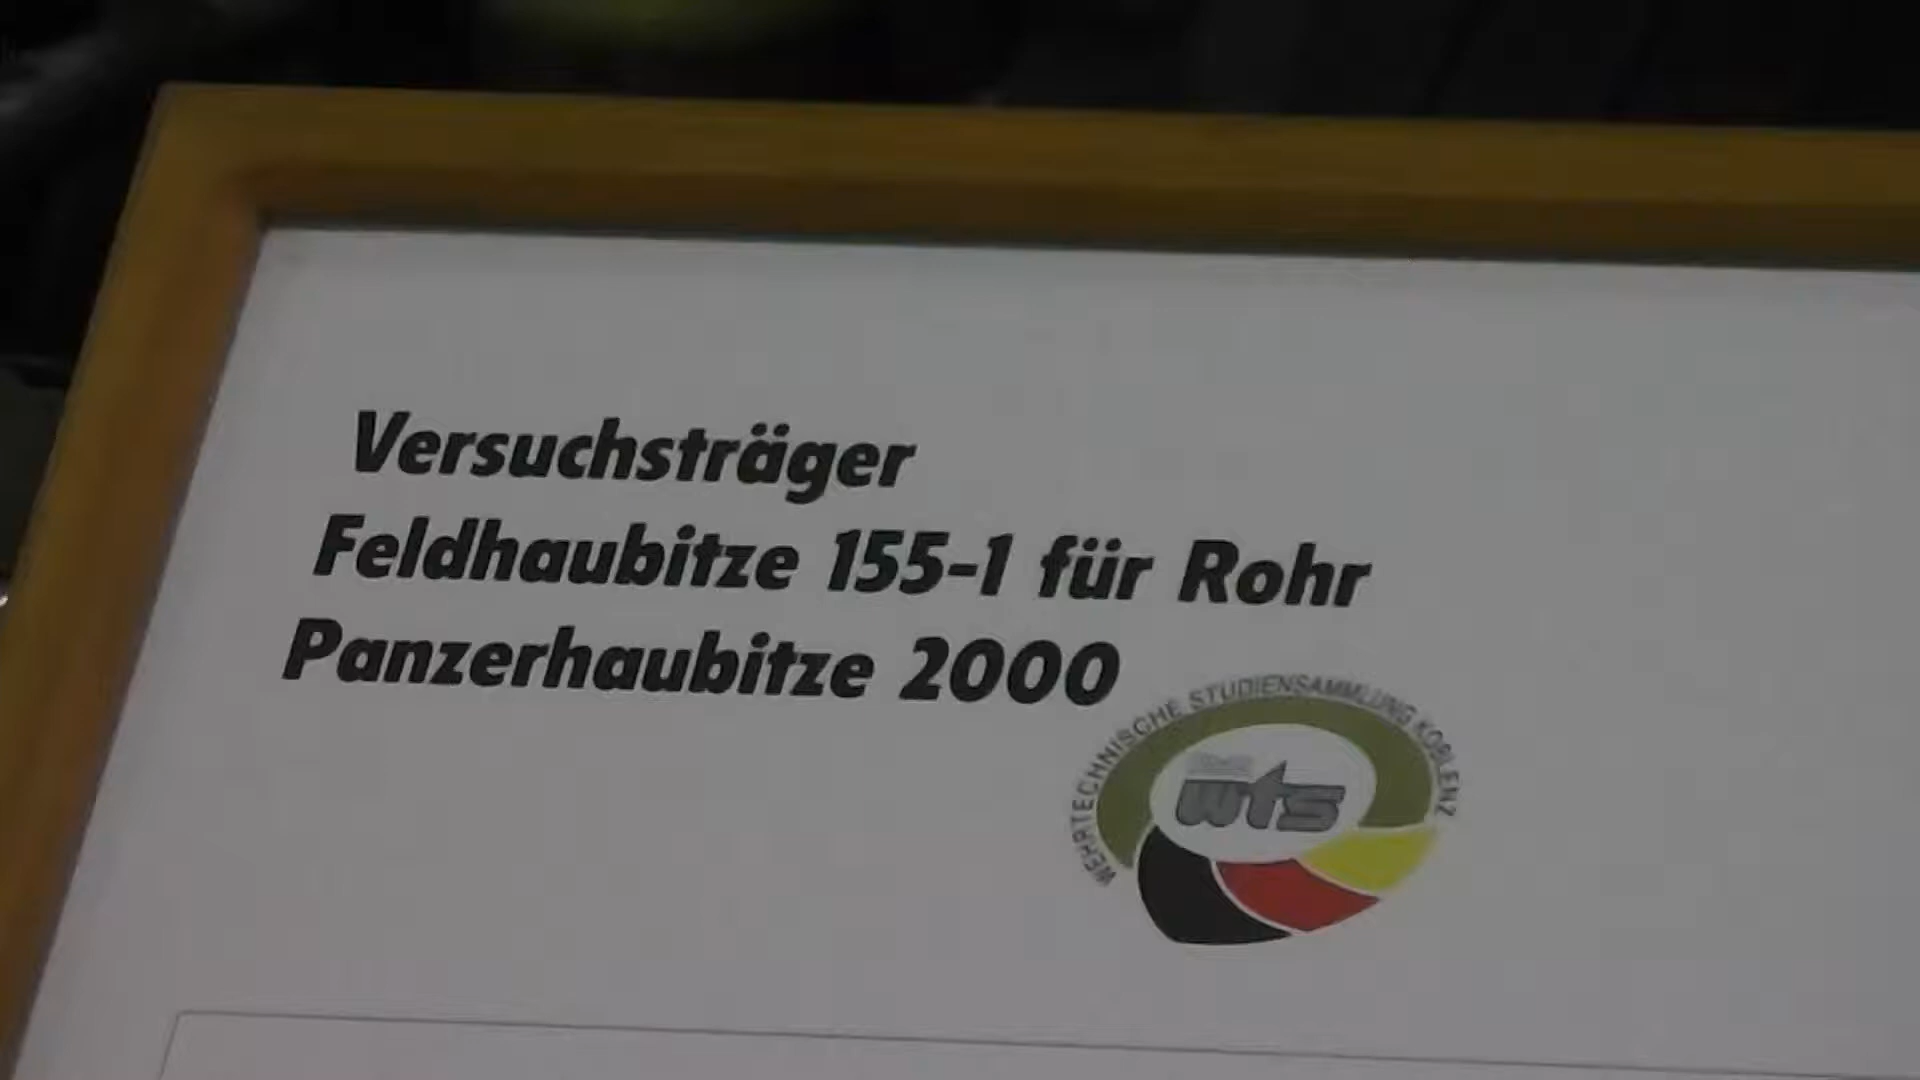 Versuchsträger
Feldhaubitze 155-1 für Rohr
Panzerhaubitze 2000
WEHRTECHNISCHE STUDIENSAMMLUNG KOBLENZ
wts